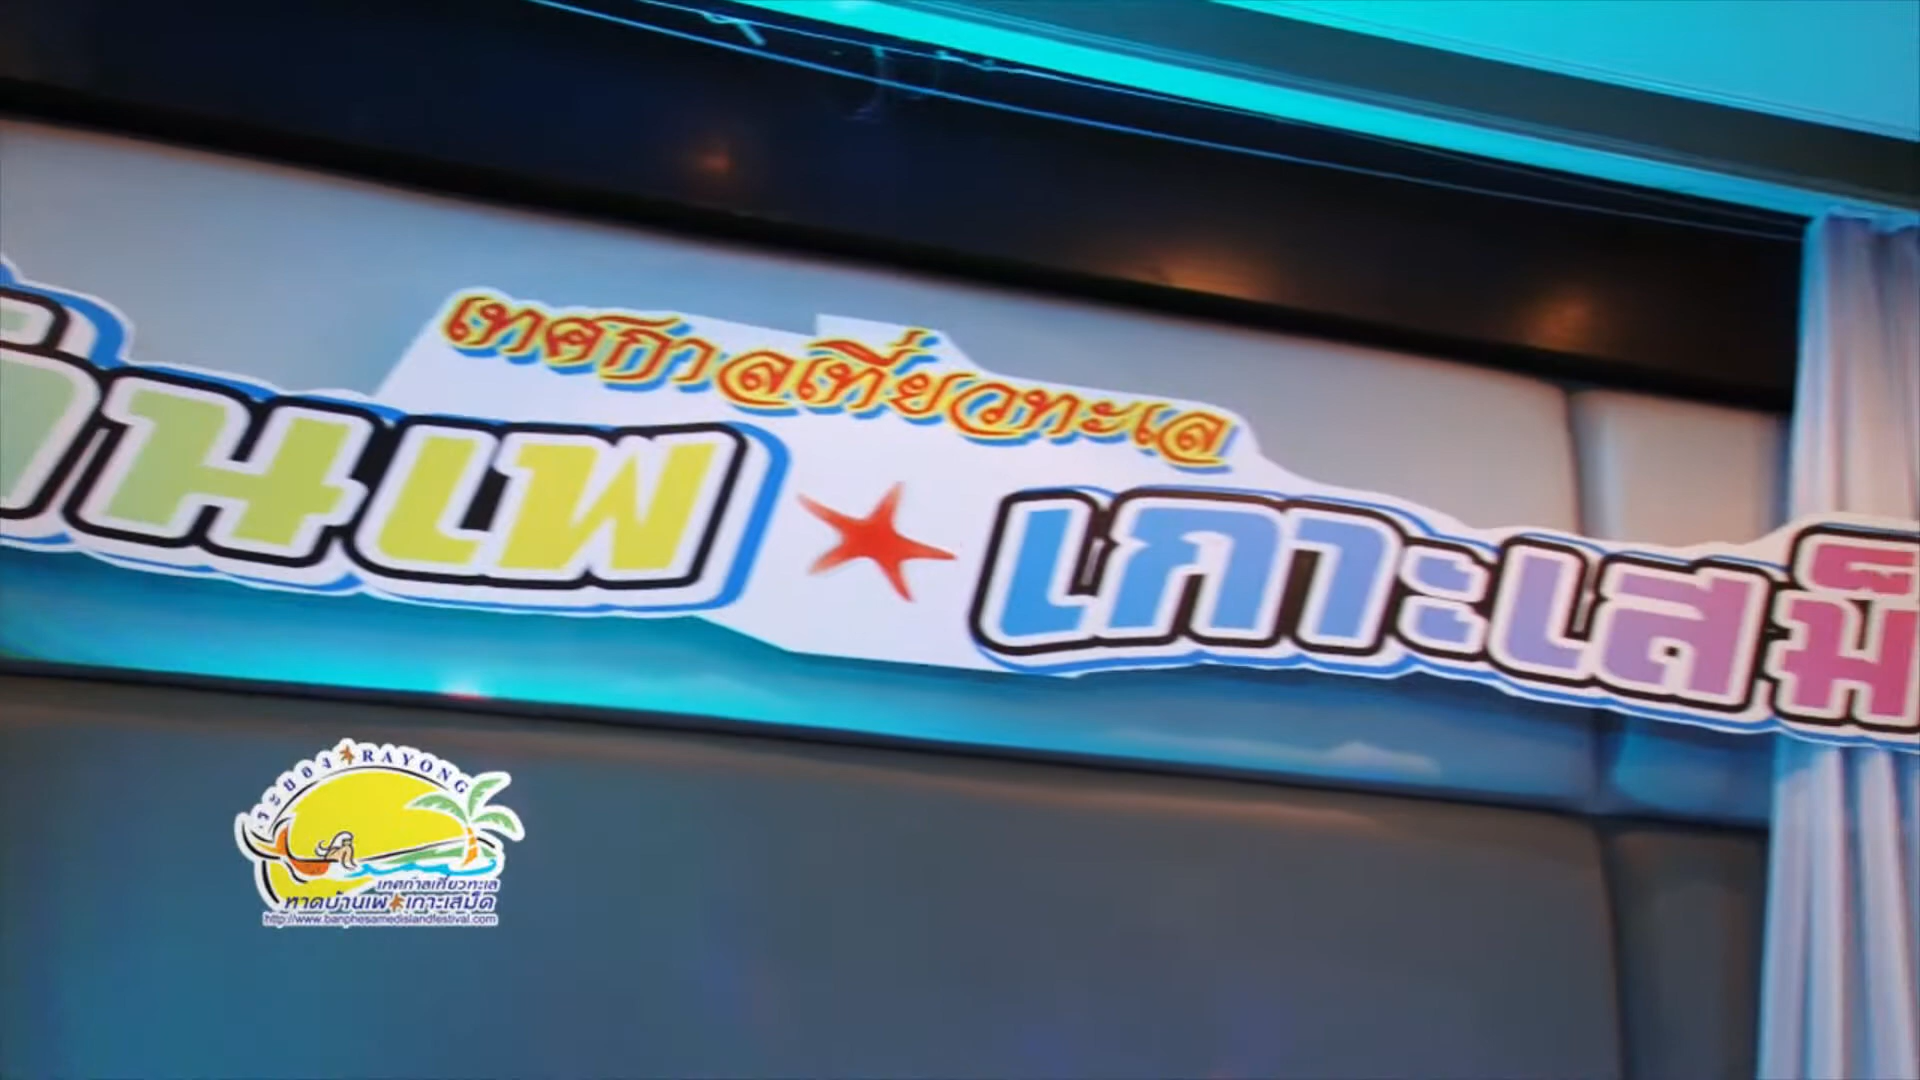 เทศกาลเที่ยวทะเล
้านเพ เกาะเสม็
ระยอง RAYONG
เทศกาลเที่ยวทะเล
หาดบ้านเพ เกาะเสม็ด
http://www.banphesamedislandfestival.com